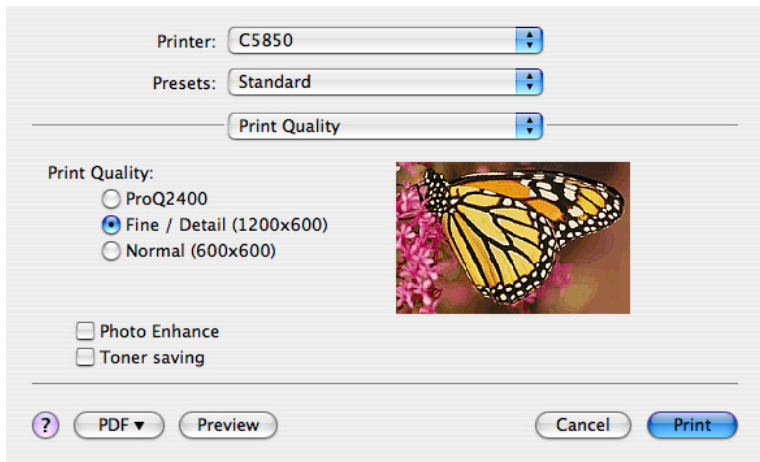 Printer: C5850
Presets: Standard
Print Quality
Print Quality:
ProQ2400
Fine / Detail (1200x600)
Normal (600x600)
Photo Enhance
Toner saving
? PDF ▼ Preview Cancel Print